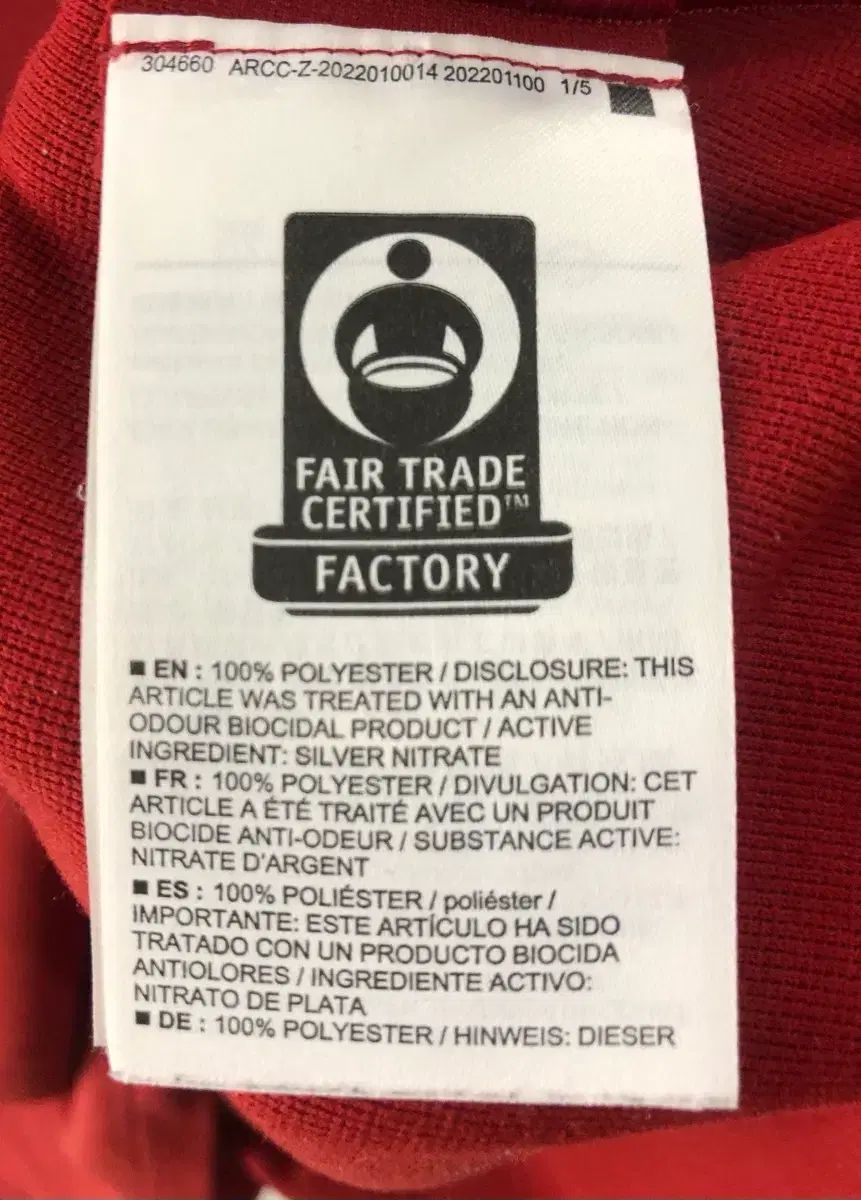 304660 ARCC-Z-2022010014 202201100 1/5
FAIR TRADE
CERTIFIED™
FACTORY
■ EN : 100% POLYESTER / DISCLOSURE: THIS
ARTICLE WAS TREATED WITH AN ANTI-
ODOUR BIOCIDAL PRODUCT / ACTIVE
INGREDIENT: SILVER NITRATE
■ FR : 100% POLYESTER / DIVULGATION: CET
ARTICLE A ÉTÉ TRAITÉ AVEC UN PRODUIT
BIOCIDE ANTI-ODEUR / SUBSTANCE ACTIVE:
NITRATE D'ARGENT
■ ES : 100% POLIÉSTER / poliéster /
IMPORTANTE: ESTE ARTÍCULO HA SIDO
TRATADO CON UN PRODUCTO BIOCIDA
ANTIOLORES / INGREDIENTE ACTIVO:
NITRATO DE PLATA
■ DE : 100% POLYESTER / HINWEIS: DIESER